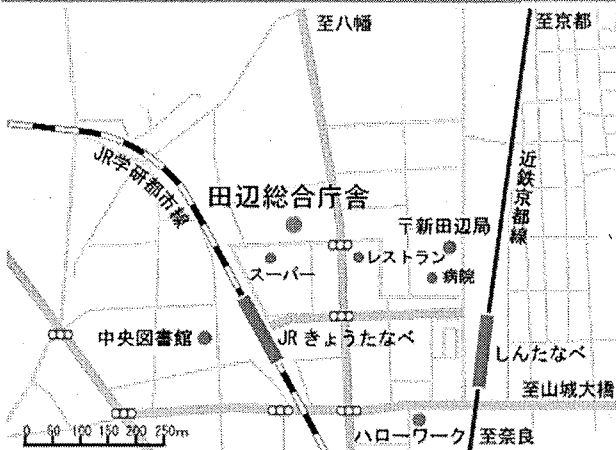 至八幡
至京都
JR学研都市線
近鉄京都線
田辺総合庁舎
〒新田辺局
スーパー
レストラン
病院
中央図書館
JRきょうたなべ
しんたなべ
至山城大橋
ハローワーク
至奈良
0 50 100 150 200 250m